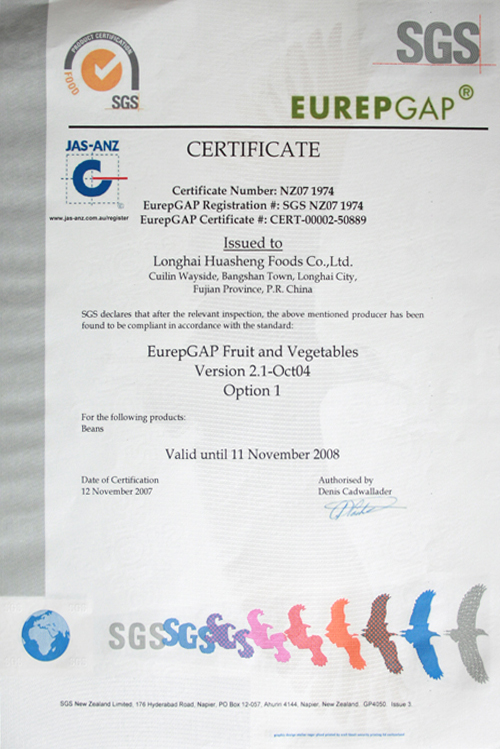 PRODUCT CERTIFICATION
FOOD
SGS
SGS
EUREPGAP®
JAS-ANZ
www.jas-anz.com.au/register
CERTIFICATE
Certificate Number: NZ07 1974
EurepGAP Registration #: SGS NZ07 1974
EurepGAP Certificate #: CERT-00002-50889
Issued to
Longhai Huasheng Foods Co.,Ltd.
Cuilin Wayside, Bangshan Town, Longhai City,
Fujian Province, P.R. China
SGS declares that after the relevant inspection, the above mentioned producer has been
found to be compliant in accordance with the standard:
EurepGAP Fruit and Vegetables
Version 2.1-Oct04
Option 1
For the following products:
Beans
Valid until 11 November 2008
Date of Certification
12 November 2007
Authorised by
Denis Cadwallader
SGS SGS SGS
SGS New Zealand Limited, 176 Hyderabad Road, Napier, PO Box 12-057, Ahuriri 4144, Napier, New Zealand. GP4050. Issue 3.